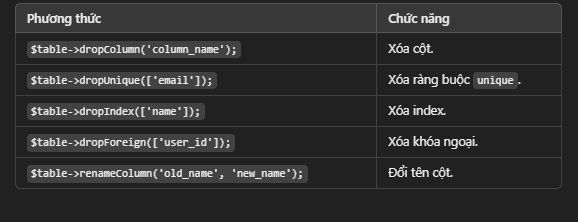 Phương thức Chức năng
$table->dropColumn('column_name'); Xóa cột.
$table->dropUnique(['email']); Xóa ràng buộc unique.
$table->dropIndex(['name']); Xóa index.
$table->dropForeign(['user_id']); Xóa khóa ngoại.
$table->renameColumn('old_name', 'new_name'); Đổi tên cột.